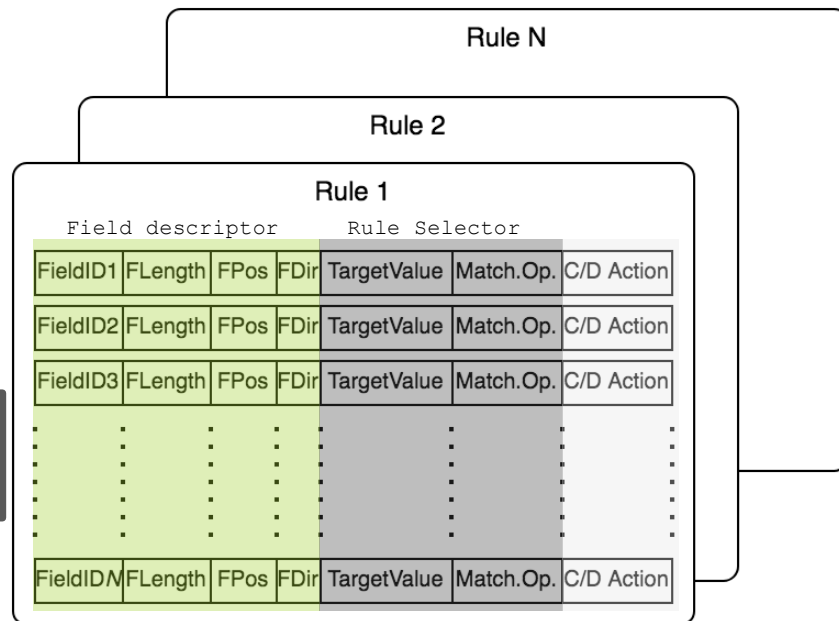 Rule N
Rule 2
Rule 1
Field descriptor Rule Selector
FieldID1 FLength FPos FDir TargetValue Match.Op. C/D Action
FieldID2 FLength FPos FDir TargetValue Match.Op. C/D Action
FieldID3 FLength FPos FDir TargetValue Match.Op. C/D Action
FieldIDN FLength FPos FDir TargetValue Match.Op. C/D Action